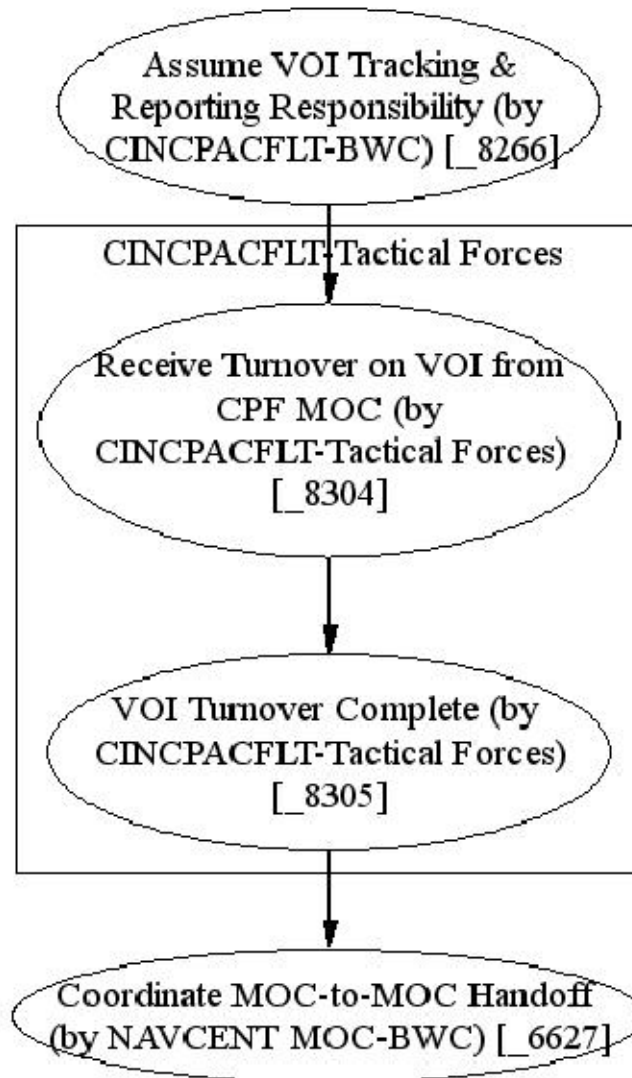 Assume VOI Tracking &
Reporting Responsibility (by
CINCPACFLT-BWC) [_8266]
CINCPACFLT-Tactical Forces
Receive Turnover on VOI from
CPF MOC (by
CINCPACFLT-Tactical Forces)
[_8304]
VOI Turnover Complete (by
CINCPACFLT-Tactical Forces)
[_8305]
Coordinate MOC-to-MOC Handoff
(by NAVCENT MOC-BWC) [_6627]